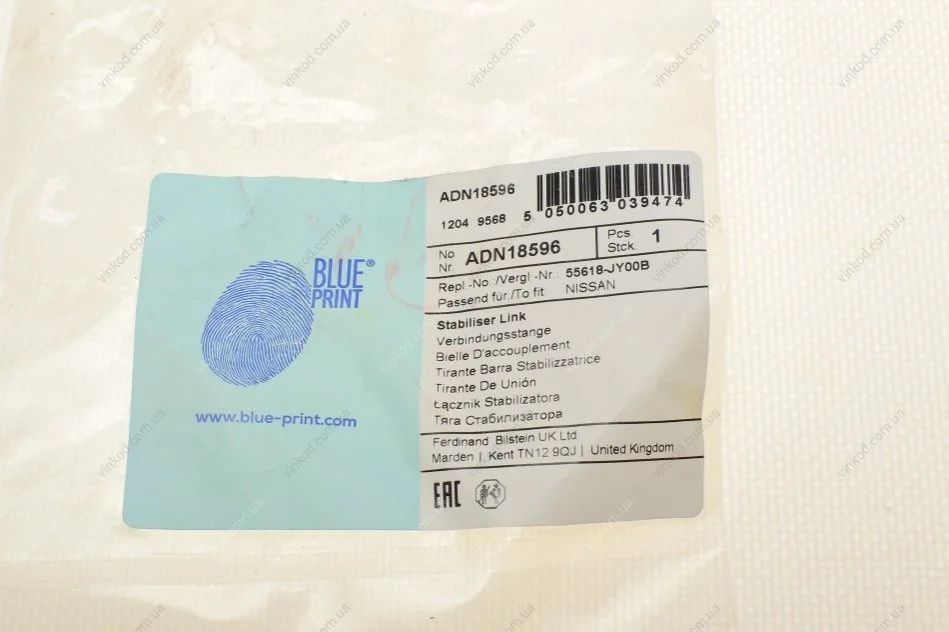 BLUE®
PRINT
www.blue-print.com
ADN18596
1204 9568
5 050063 039474
No.
Nr. ADN18596
Pcs.
Stck. 1
Repl.-No./Vergl.-Nr.: 55618-JY00B
Passend für./To fit: NISSAN
Stabiliser Link
Verbindungsstange
Bielle D'accouplement
Tirante Barra Stabilizzatrice
Tirante De Unión
Łącznik Stabilizatora
Тяга Стабилизатора
Ferdinand Bilstein UK Ltd
Marden | Kent TN12 9QJ | United Kingdom
EAC
vinkod.com.ua